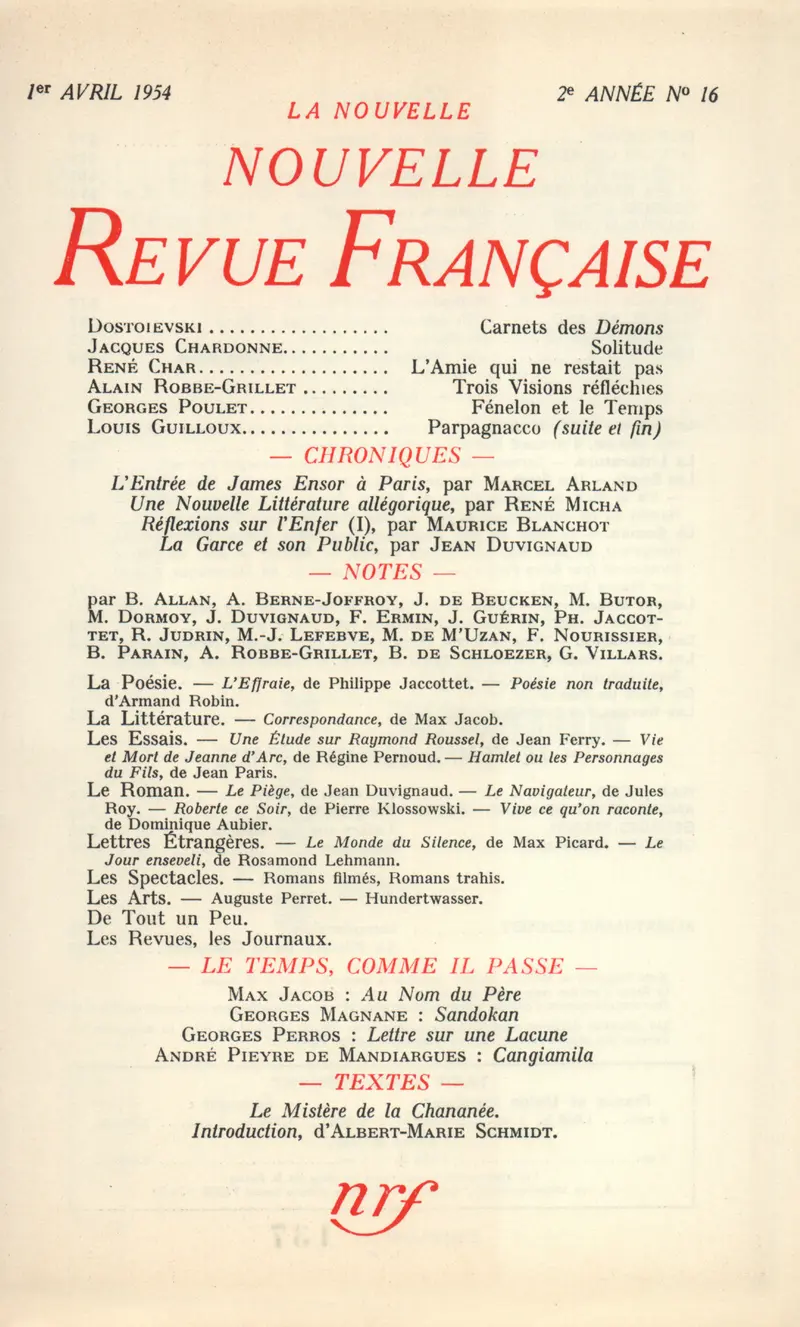 1er AVRIL 1954
2e ANNÉE No 16
LA NOUVELLE
NOUVELLE
REVUE FRANÇAISE
DOSTOIEVSKI .................. Carnets des Démons
JACQUES CHARDONNE........... Solitude
RENÉ CHAR................... L'Amie qui ne restait pas
ALAIN ROBBE-GRILLET ......... Trois Visions réfléchies
GEORGES POULET.............. Fénelon et le Temps
LOUIS GUILLOUX............... Parpagnacco (suite et fin)
— CHRONIQUES —
L'Entrée de James Ensor à Paris, par MARCEL ARLAND
Une Nouvelle Littérature allégorique, par RENÉ MICHA
Réflexions sur l'Enfer (I), par MAURICE BLANCHOT
La Garce et son Public, par JEAN DUVIGNAUD
— NOTES —
par B. ALLAN, A. BERNE-JOFFROY, J. DE BEUCKEN, M. BUTOR,
M. DORMOY, J. DUVIGNAUD, F. ERMIN, J. GUÉRIN, PH. JACCOT-
TET, R. JUDRIN, M.-J. LEFEBVE, M. DE M'UZAN, F. NOURISSIER,
B. PARAIN, A. ROBBE-GRILLET, B. DE SCHLOEZER, G. VILLARS.
La Poésie. — L'Effraie, de Philippe Jaccottet. — Poésie non traduite,
d'Armand Robin.
La Littérature. — Correspondance, de Max Jacob.
Les Essais. — Une Étude sur Raymond Roussel, de Jean Ferry. — Vie
et Mort de Jeanne d'Arc, de Régine Pernoud. — Hamlet ou les Personnages
du Fils, de Jean Paris.
Le Roman. — Le Piège, de Jean Duvignaud. — Le Navigateur, de Jules
Roy. — Roberte ce Soir, de Pierre Klossowski. — Vive ce qu'on raconte,
de Dominique Aubier.
Lettres Étrangères. — Le Monde du Silence, de Max Picard. — Le
Jour enseveli, de Rosamond Lehmann.
Les Spectacles. — Romans filmés, Romans trahis.
Les Arts. — Auguste Perret. — Hundertwasser.
De Tout un Peu.
Les Revues, les Journaux.
— LE TEMPS, COMME IL PASSE —
MAX JACOB : Au Nom du Père
GEORGES MAGNANE : Sandokan
GEORGES PERROS : Lettre sur une Lacune
ANDRÉ PIEYRE DE MANDIARGUES : Cangiamila
— TEXTES —
Le Mistère de la Chananée.
Introduction, d'ALBERT-MARIE SCHMIDT.
nrf